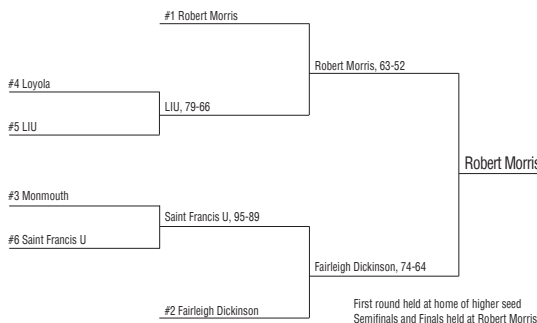 #1 Robert Morris
Robert Morris, 63-52
#4 Loyola
LIU, 79-66
#5 LIU
Robert Morris
#3 Monmouth
Saint Francis U, 95-89
#6 Saint Francis U
Fairleigh Dickinson, 74-64
#2 Fairleigh Dickinson
First round held at home of higher seed
Semifinals and Finals held at Robert Morris